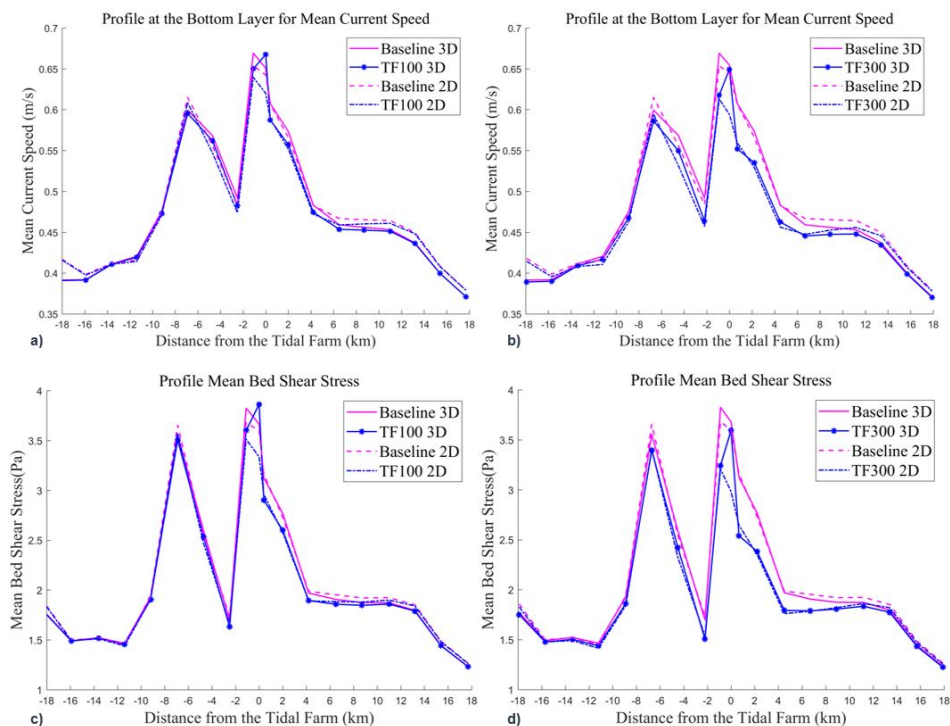 Profile at the Bottom Layer for Mean Current Speed
0.7
0.65
0.6
0.55
0.5
0.45
0.4
0.35
Mean Current Speed (m/s)
Baseline 3D
TF100 3D
Baseline 2D
TF100 2D
-18 -16 -14 -12 -10 -8 -6 -4 -2 0 2 4 6 8 10 12 14 16 18
a) Distance from the Tidal Farm (km)
Profile at the Bottom Layer for Mean Current Speed
0.7
0.65
0.6
0.55
0.5
0.45
0.4
0.35
Mean Current Speed (m/s)
Baseline 3D
TF300 3D
Baseline 2D
TF300 2D
-18 -16 -14 -12 -10 -8 -6 -4 -2 0 2 4 6 8 10 12 14 16 18
b) Distance from the Tidal Farm (km)
Profile Mean Bed Shear Stress
4
3.5
3
2.5
2
1.5
1
Mean Bed Shear Stress(Pa)
Baseline 3D
TF100 3D
Baseline 2D
TF100 2D
-18 -16 -14 -12 -10 -8 -6 -4 -2 0 2 4 6 8 10 12 14 16 18
c) Distance from the Tidal Farm (km)
Profile Mean Bed Shear Stress
4
3.5
3
2.5
2
1.5
1
Mean Bed Shear Stress(Pa)
Baseline 3D
TF300 3D
Baseline 2D
TF300 2D
-18 -16 -14 -12 -10 -8 -6 -4 -2 0 2 4 6 8 10 12 14 16 18
d) Distance from the Tidal Farm (km)